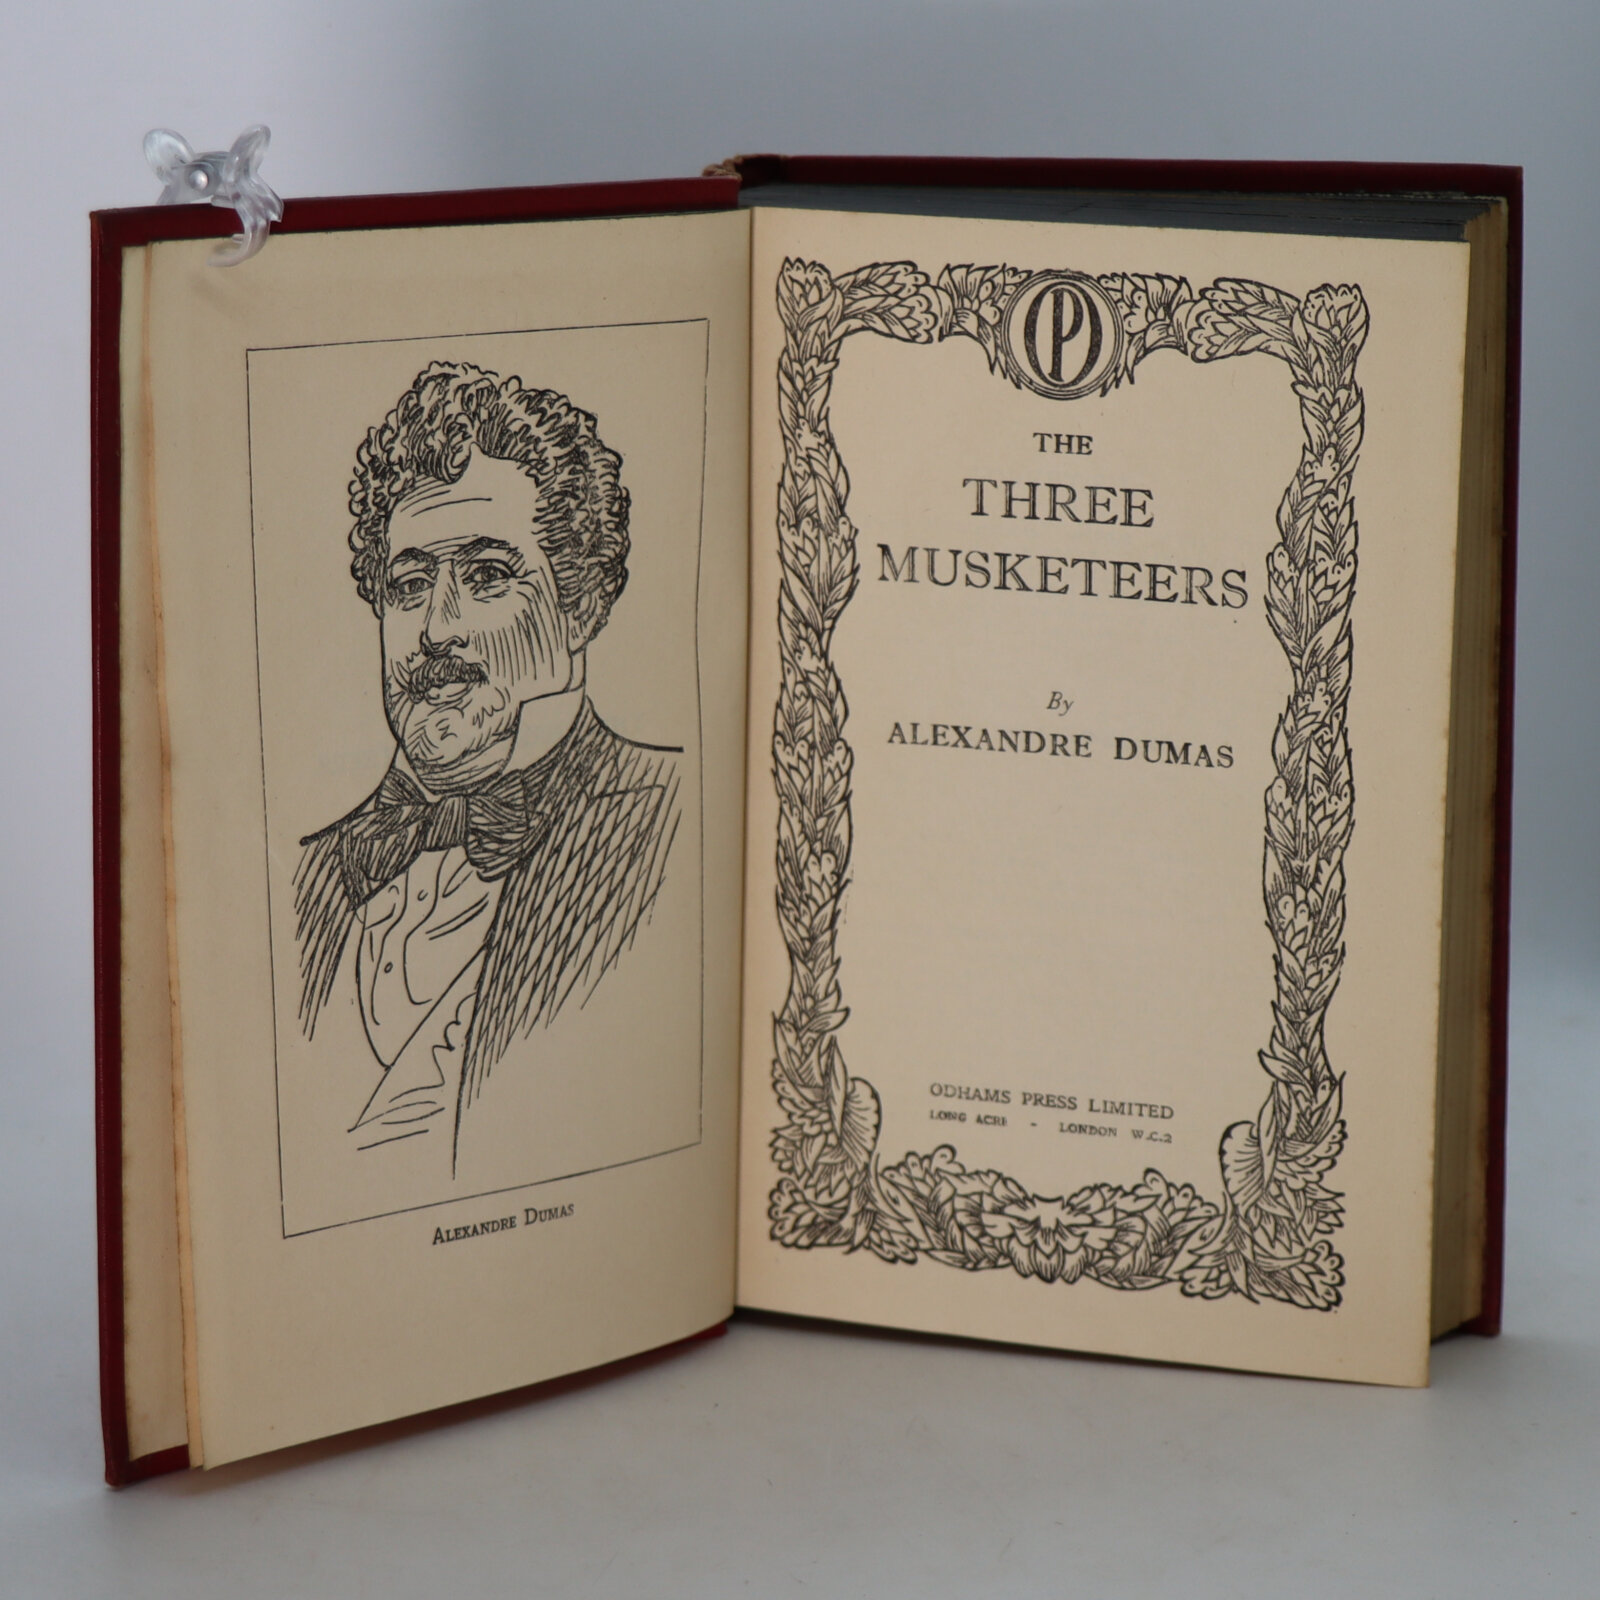 ALEXANDRE DUMAS
OP
THE
THREE
MUSKETEERS
By
ALEXANDRE DUMAS
ODHAMS PRESS LIMITED
LONG ACRE - LONDON W.C.2